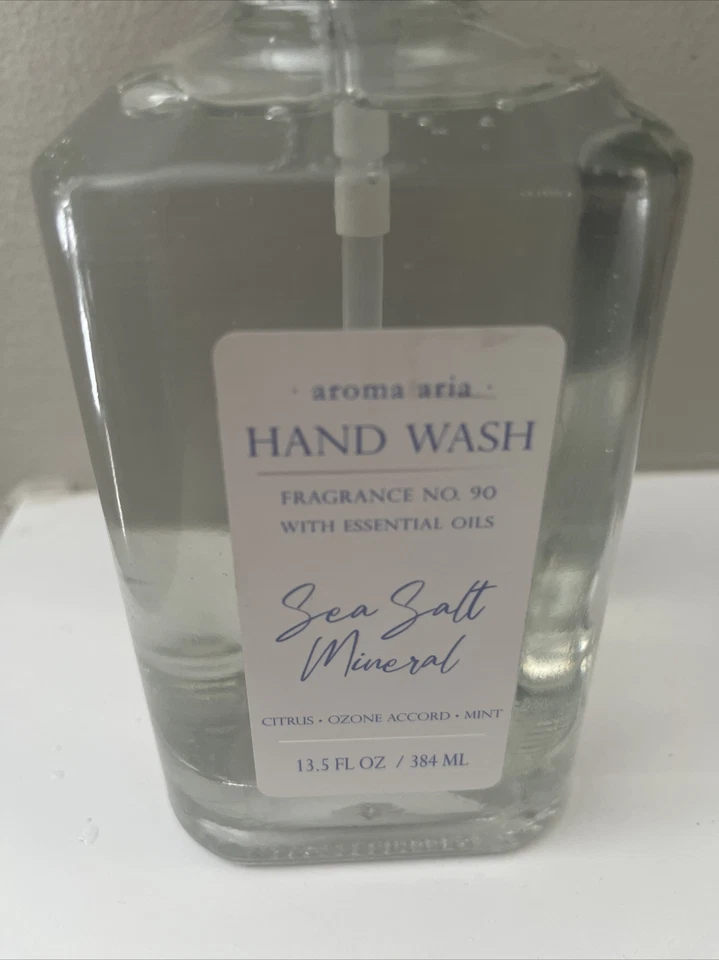 · aroma aria ·
HAND WASH
FRAGRANCE NO. 90
WITH ESSENTIAL OILS
Sea Salt
Mineral
CITRUS • OZONE ACCORD • MINT
13.5 FL OZ / 384 ML